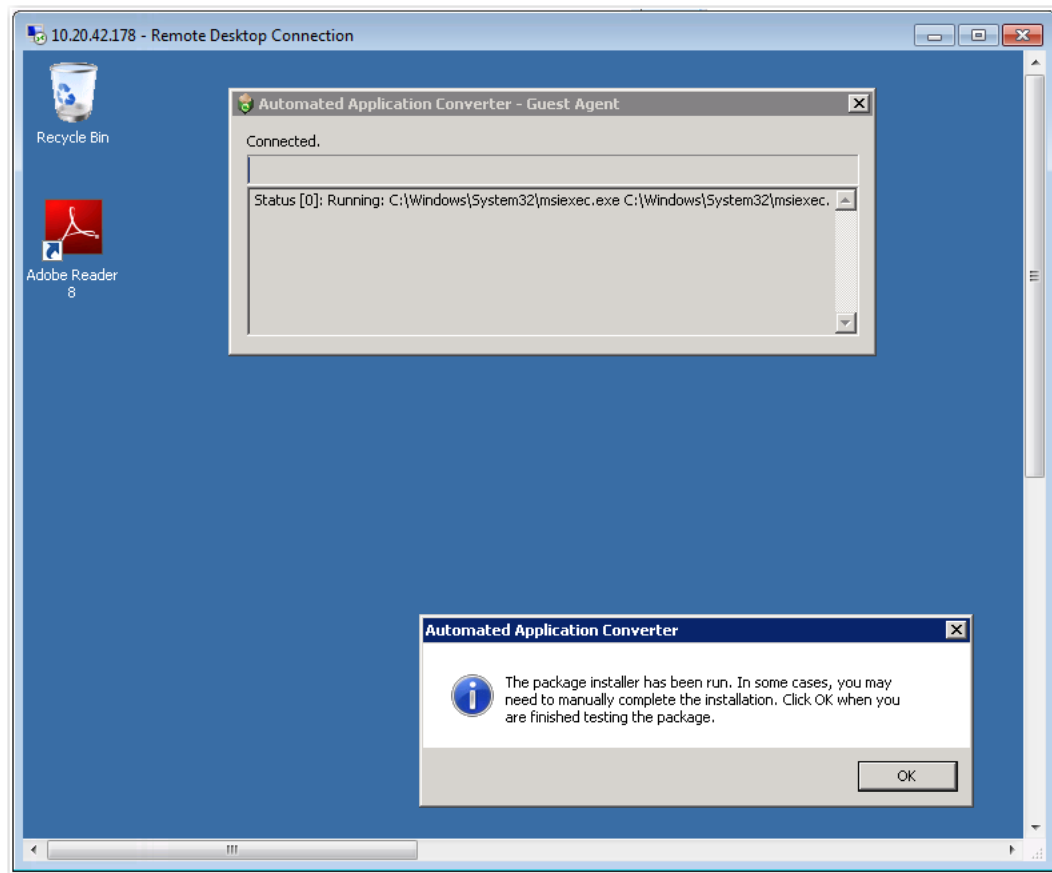 10.20.42.178 - Remote Desktop Connection
Recycle Bin
Automated Application Converter - Guest Agent
Connected.
Status [0]: Running: C:\Windows\System32\msiexec.exe C:\Windows\System32\msiexec.
Adobe Reader
8
Automated Application Converter
The package installer has been run. In some cases, you may
need to manually complete the installation. Click OK when you
are finished testing the package.
OK